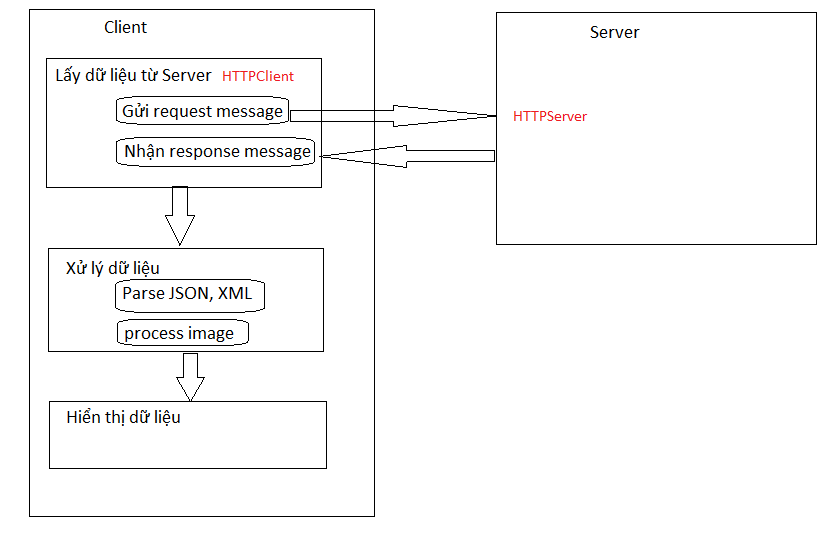 Client
Lấy dữ liệu từ Server HTTPClient
Gửi request message
Nhận response message
Xử lý dữ liệu
Parse JSON, XML
process image
Hiển thị dữ liệu
Server
HTTPServer